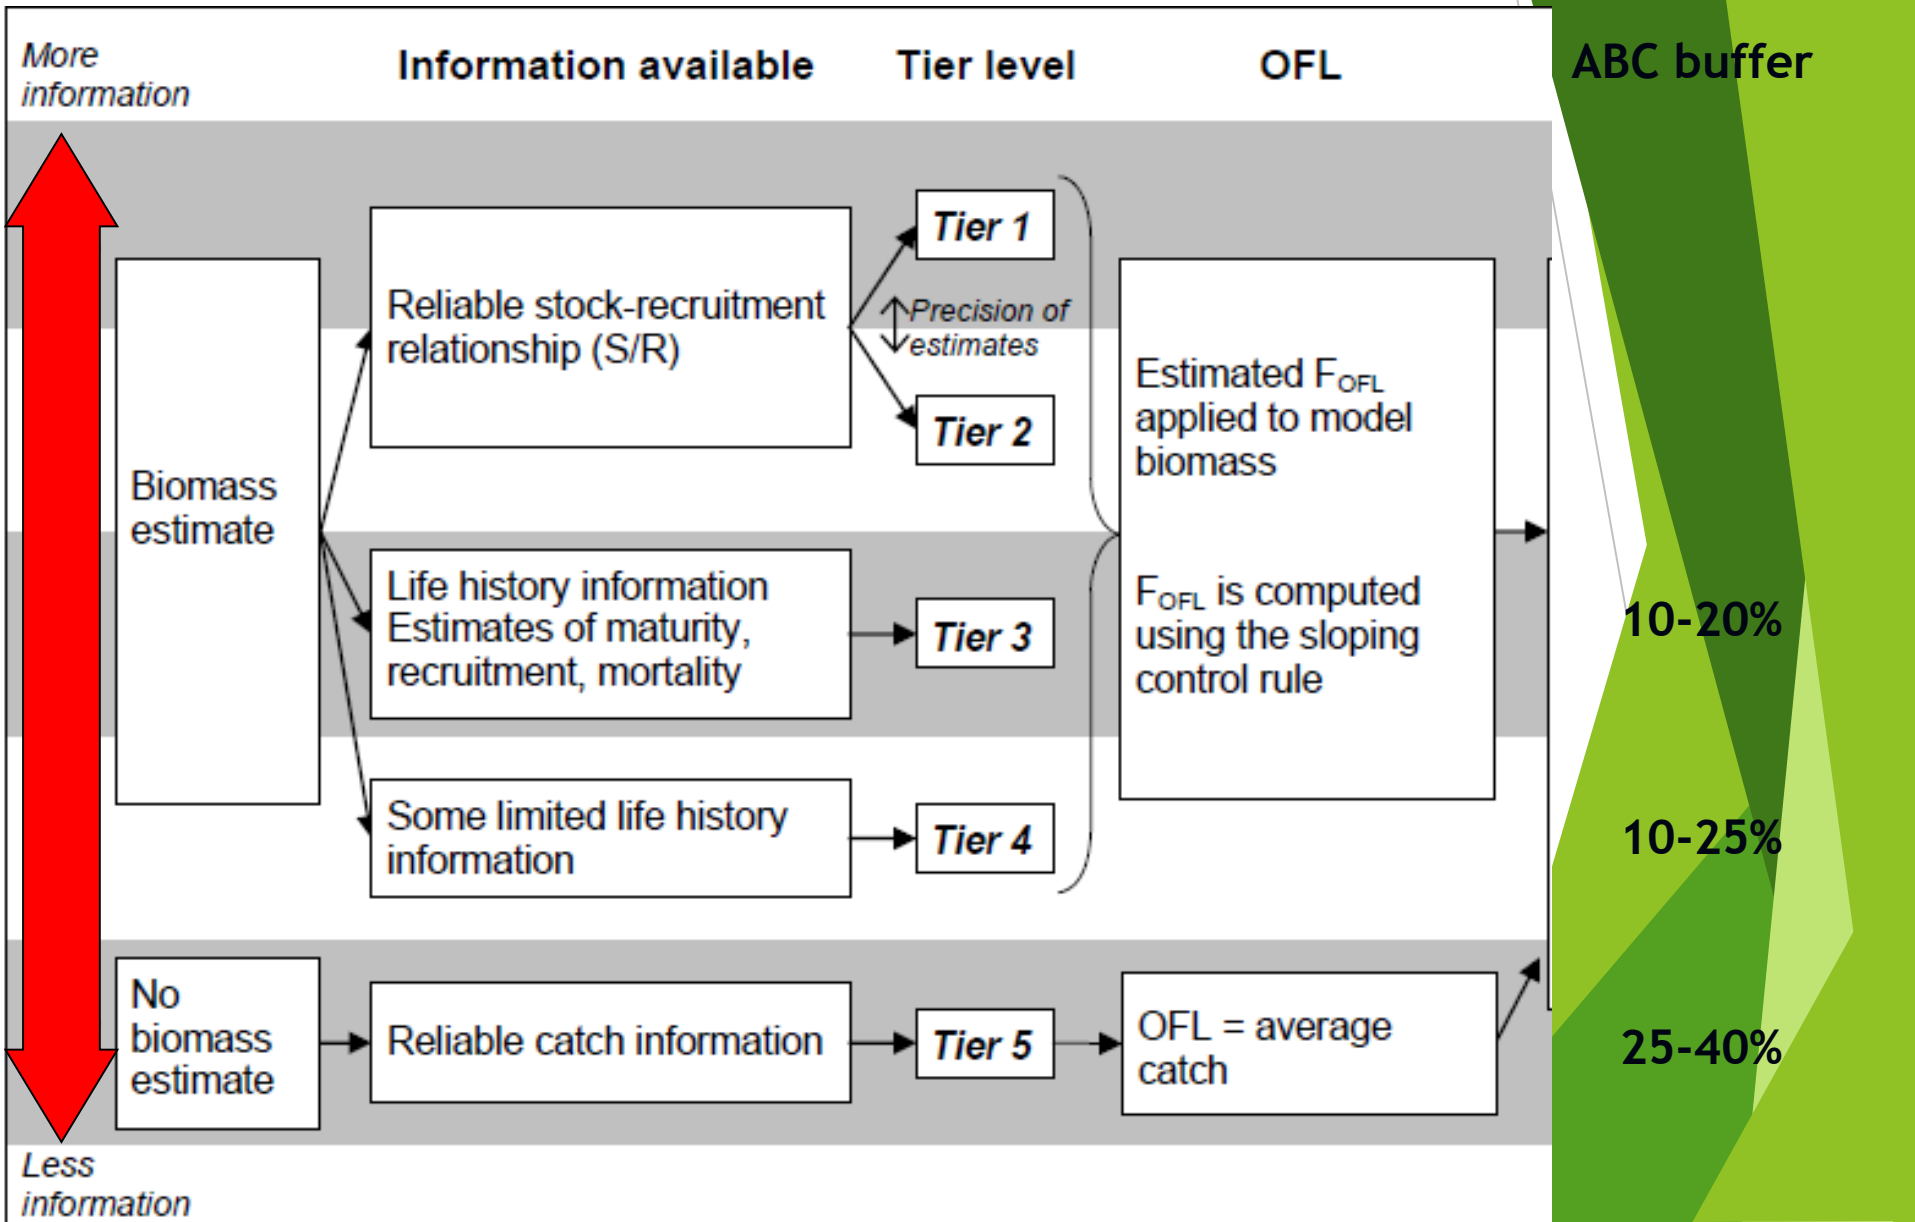 More
information
Information available
Tier level
OFL
ABC buffer
Biomass
estimate
Reliable stock-recruitment
relationship (S/R)
Tier 1
Precision of
estimates
Tier 2
Life history information
Estimates of maturity,
recruitment, mortality
Tier 3
Some limited life history
information
Tier 4
Estimated FOFL
applied to model
biomass
FOFL is computed
using the sloping
control rule
10-20%
10-25%
No
biomass
estimate
Reliable catch information
Tier 5
OFL = average
catch
25-40%
Less
information